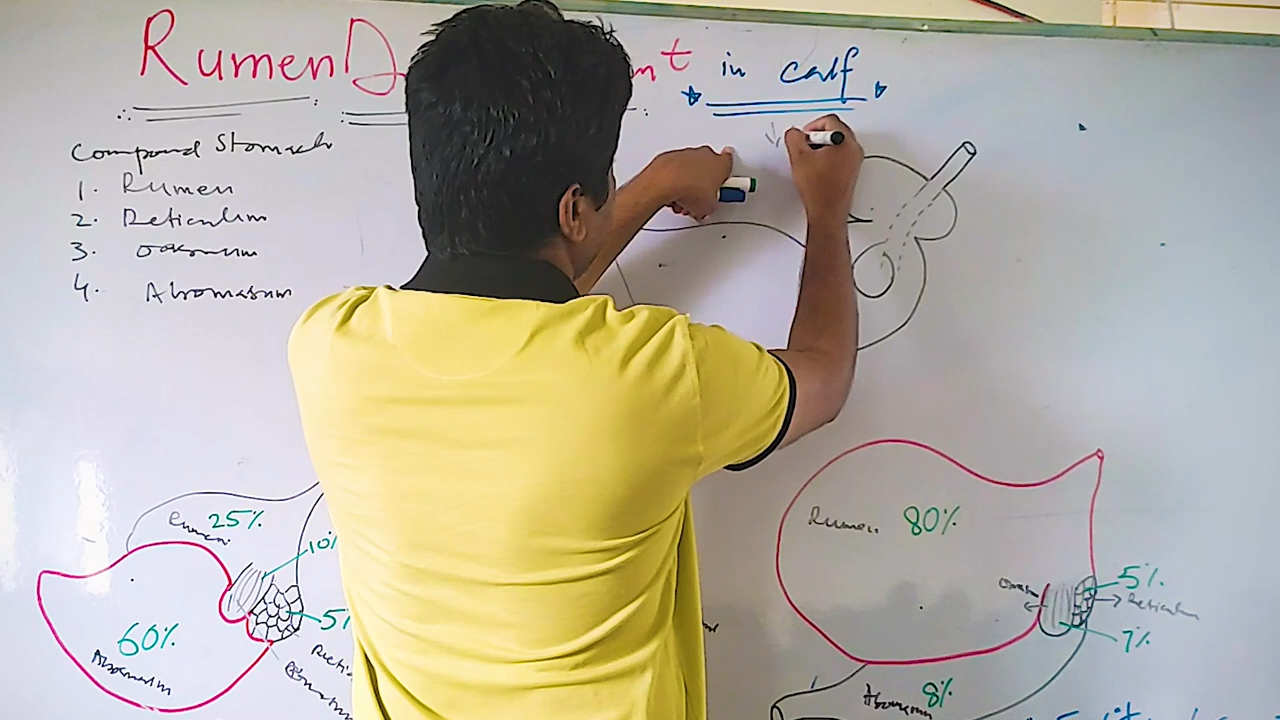 Rumen D
nt in calf
Compound Stomach
1. Rumen
2. Reticulum
3. Omasum
4. Abomasum
Rumen 25%
10%
5%
60%
Abomasum
Rumen 80%
5%
Reticulum
Omasum
7%
Abomasum 8%